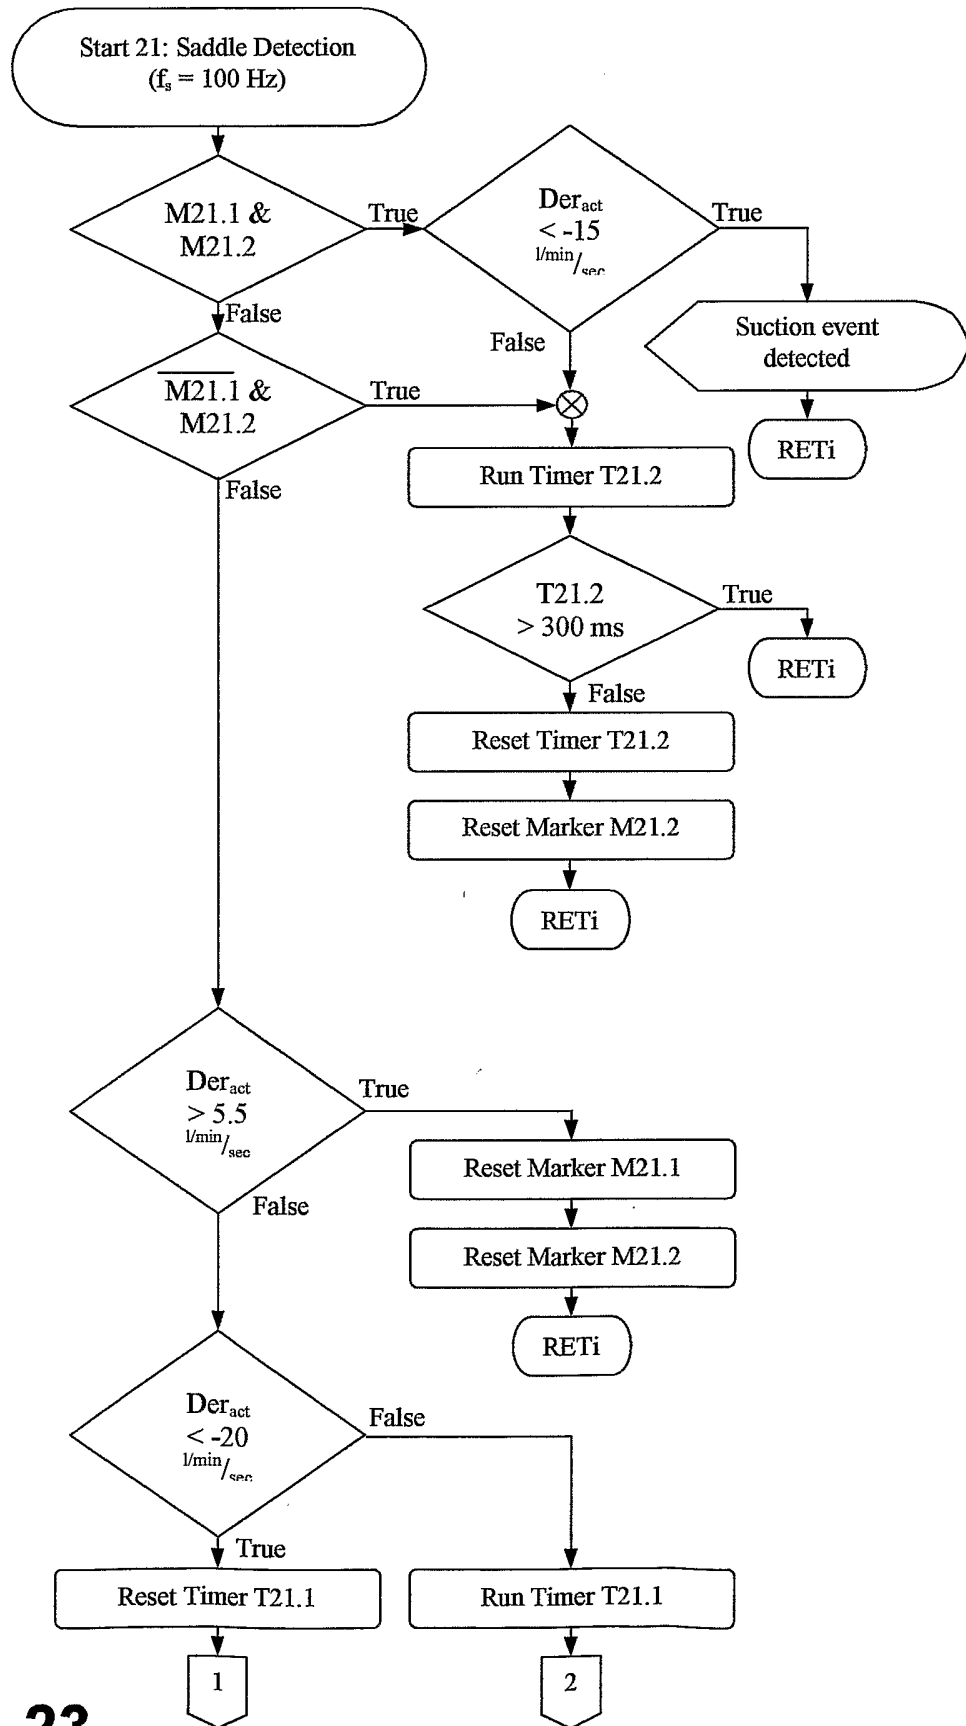 Start 21: Saddle Detection
(fs = 100 Hz)
M21.1 &
M21.2
True
Deract
< -15
l/min/sec
True
False
False
Suction event
detected
M21.1 &
M21.2
True
RETi
False
Run Timer T21.2
T21.2
> 300 ms
True
RETi
False
Reset Timer T21.2
Reset Marker M21.2
RETi
Deract
> 5.5
l/min/sec
True
Reset Marker M21.1
False
Reset Marker M21.2
RETi
Deract
< -20
l/min/sec
False
True
Reset Timer T21.1
Run Timer T21.1
1
2
23